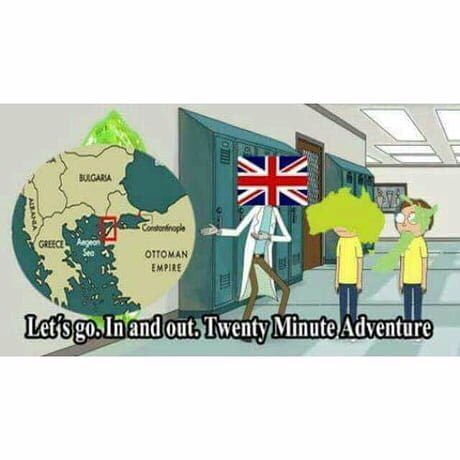 BULGARIA
ALBANIA
Constantinople
GREECE
Aegean
Sea
OTTOMAN
EMPIRE
Let's go. In and out. Twenty Minute Adventure